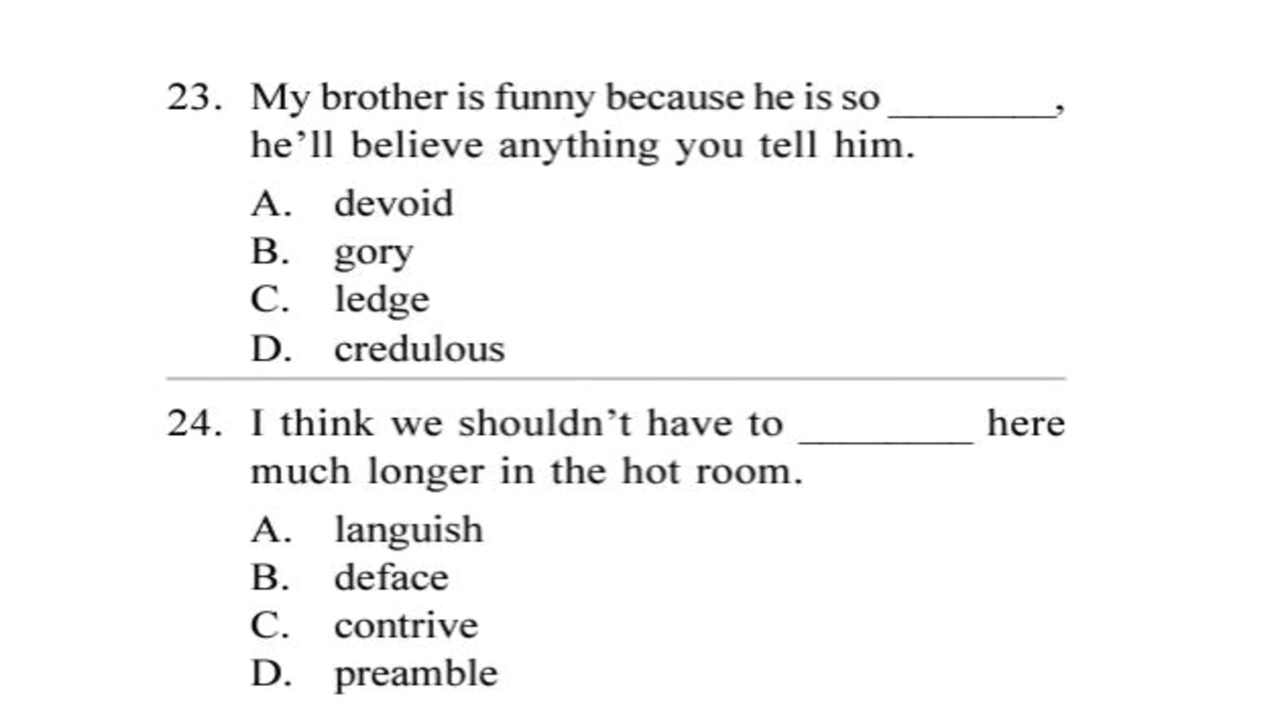 23. My brother is funny because he is so ________,
he’ll believe anything you tell him.
A. devoid
B. gory
C. ledge
D. credulous
24. I think we shouldn’t have to ________ here
much longer in the hot room.
A. languish
B. deface
C. contrive
D. preamble